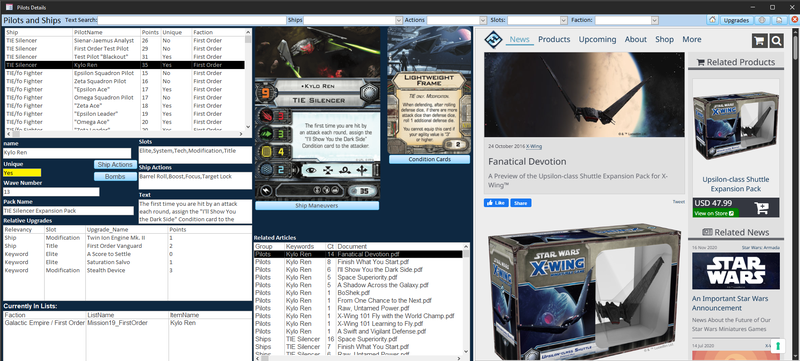 Pilots Details
Pilots and Ships
Text Search:
Ships
Actions
Slots:
Faction:
Upgrades
Ship PilotName Points Unique Faction
TIE Silencer Sienar-Jaemus Analyst 26 No First Order
TIE Silencer First Order Test Pilot 29 No First Order
TIE Silencer Test Pilot "Blackout" 31 Yes First Order
TIE Silencer Kylo Ren 35 Yes First Order
TIE/fo Fighter Epsilon Squadron Pilot 15 No First Order
TIE/fo Fighter Zeta Squadron Pilot 16 No First Order
TIE/fo Fighter "Epsilon Ace" 17 Yes First Order
TIE/fo Fighter Omega Squadron Pilot 17 No First Order
TIE/fo Fighter "Zeta Ace" 18 Yes First Order
TIE/fo Fighter "Epsilon Leader" 19 Yes First Order
TIE/fo Fighter "Omega Ace" 20 Yes First Order
name
Kylo Ren
Unique
Yes
Ship Actions
Bombs
Wave Number
13
Pack Name
TIE Silencer Expansion Pack
Slots
Elite,System,Tech,Modification,Title
Ship Actions
Barrel Roll,Boost,Focus,Target Lock
Text
The first time you are hit by an
attack each round, assign the
"I'll Show You the Dark Side"
Condition card to the
Relative Upgrades
Relevancy Slot Upgrade_Name Points
Ship Modification Twin Ion Engine Mk. II 1
Ship Title First Order Vanguard 2
Keyword Elite A Score to Settle 0
Keyword Elite Saturation Salvo 1
Keyword Modification Stealth Device 3
Currently In Lists:
Faction ListName ItemName
Galactic Empire / First Order Mission19_FirstOrder Kylo Ren
9
•KYLO REN
TIE SILENCER
3
3
4
2
The first time you are hit by
an attack each round, assign the
"I'll Show You the Dark Side"
Condition card to the attacker.
35
Ship Maneuvers
LIGHTWEIGHT
FRAME
TIE only. Modification.
When defending, after rolling
defense dice, if there are more
attack dice than defense dice,
roll 1 additional defense die.
You cannot equip this card if
your agility value is "3"
or higher.
2
Condition Cards
Related Articles
Group Keywords Ct Document
Pilots Kylo Ren 14 Fanatical Devotion.pdf
Pilots Kylo Ren 8 Finish What You Start.pdf
Pilots Kylo Ren 6 I'll Show You the Dark Side.pdf
Pilots Kylo Ren 5 Space Superiority.pdf
Pilots Kylo Ren 5 A Shadow Across the Galaxy.pdf
Pilots Kylo Ren 1 BoShek.pdf
Pilots Kylo Ren 1 From One Chance to the Next.pdf
Pilots Kylo Ren 1 Raw, Untamed Power.pdf
Pilots Kylo Ren 1 X-Wing 101 Fly with the World Champ.pdf
Pilots Kylo Ren 1 X-Wing 101 Learning to Fly.pdf
Pilots Kylo Ren 1 A Swift and Vigilant Defense.pdf
Ships TIE Silencer 16 Space Superiority.pdf
Ships TIE Silencer 7 Finish What You Start.pdf
Ships TIE Silencer 6 Raw, Untamed Power.pdf
News
Products
Upcoming
About
Shop
More
24 October 2016 X-Wing
Fanatical Devotion
A Preview of the Upsilon-class Shuttle Expansion Pack for X-
Wing™
Like
Share
Tweet
STAR WARS
X-WING
UPSILON-CLASS SHUTTLE
Related Products
Upsilon-class Shuttle
Expansion Pack
USD 47.99
View on Store
Related News
16 Nov 2020 Star Wars: Armada
STAR WARS
An Important Star Wars
Announcement
News About the Future of Our
Star Wars Miniatures Games
14 Jul 2020